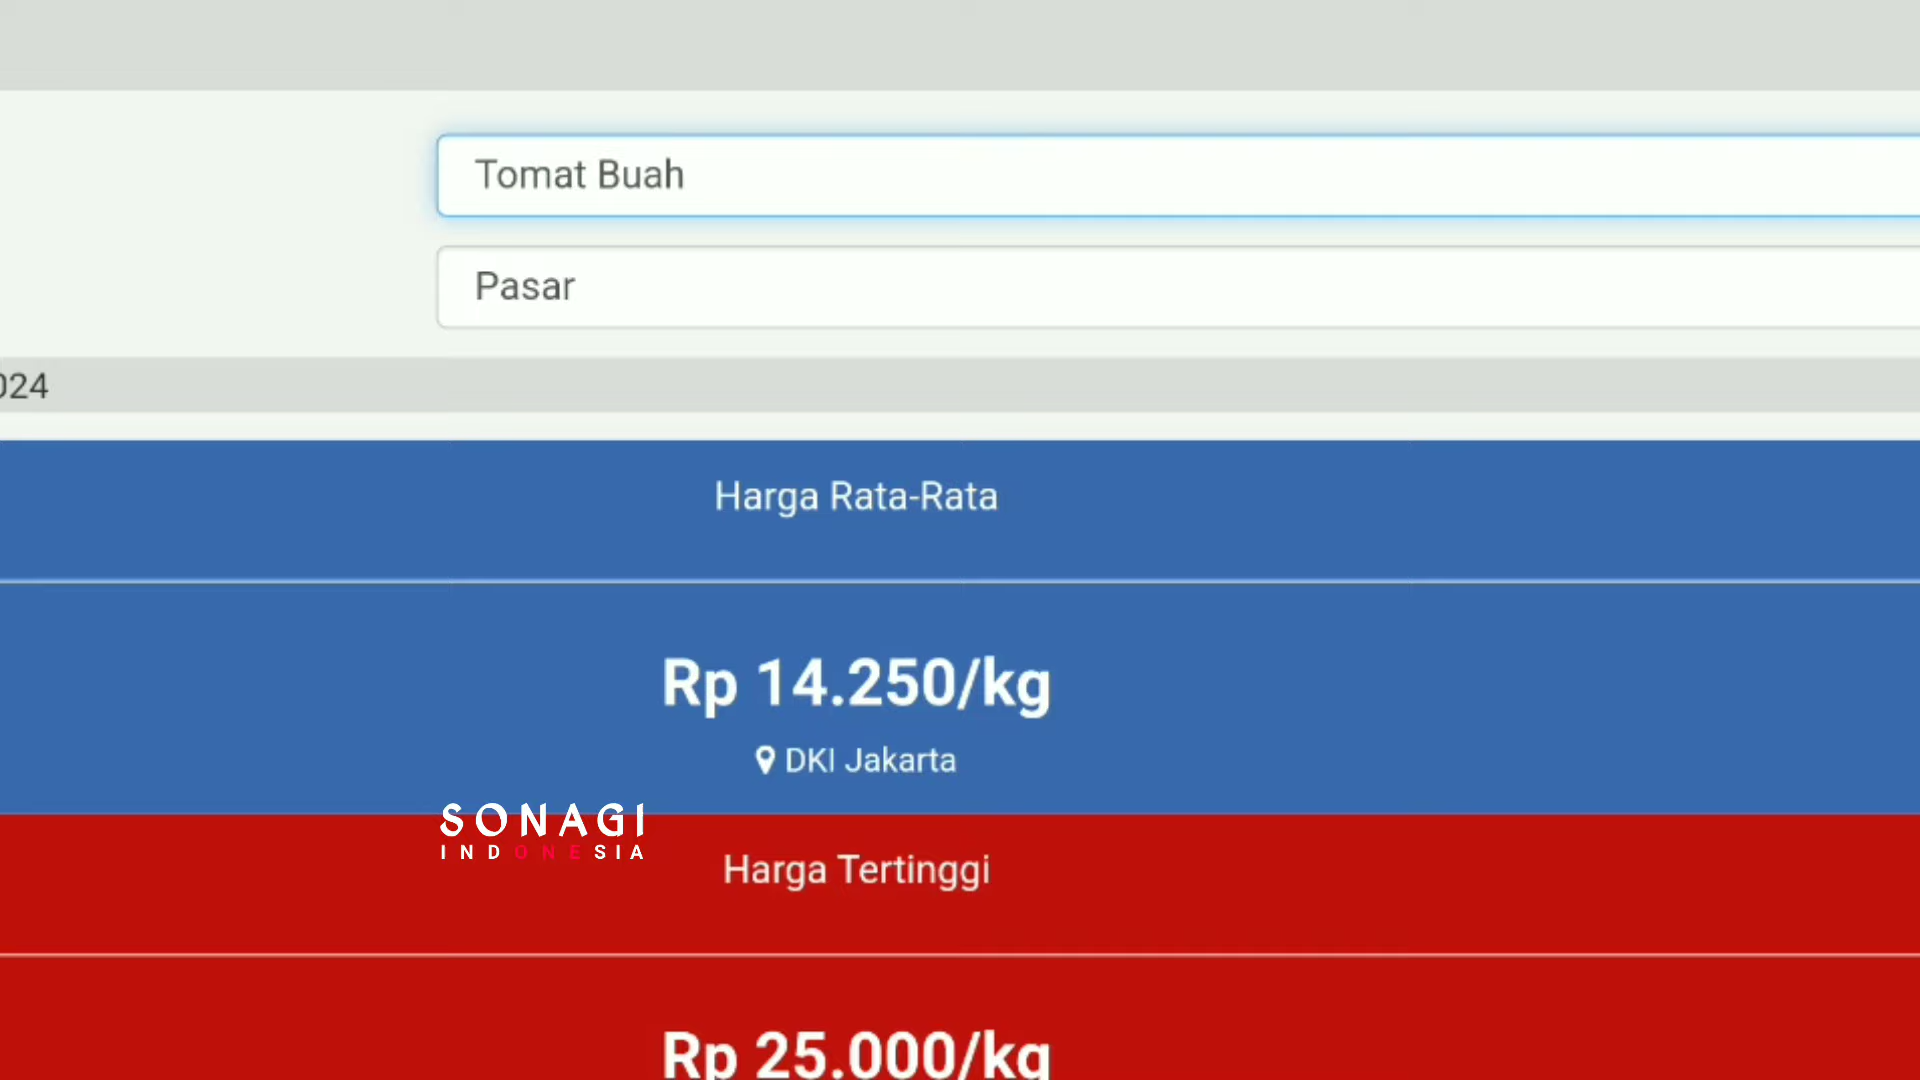 Tomat Buah
Pasar
024
Harga Rata-Rata
Rp 14.250/kg
DKI Jakarta
SONAGI
INDONESIA
Harga Tertinggi
Rp 25.000/kg